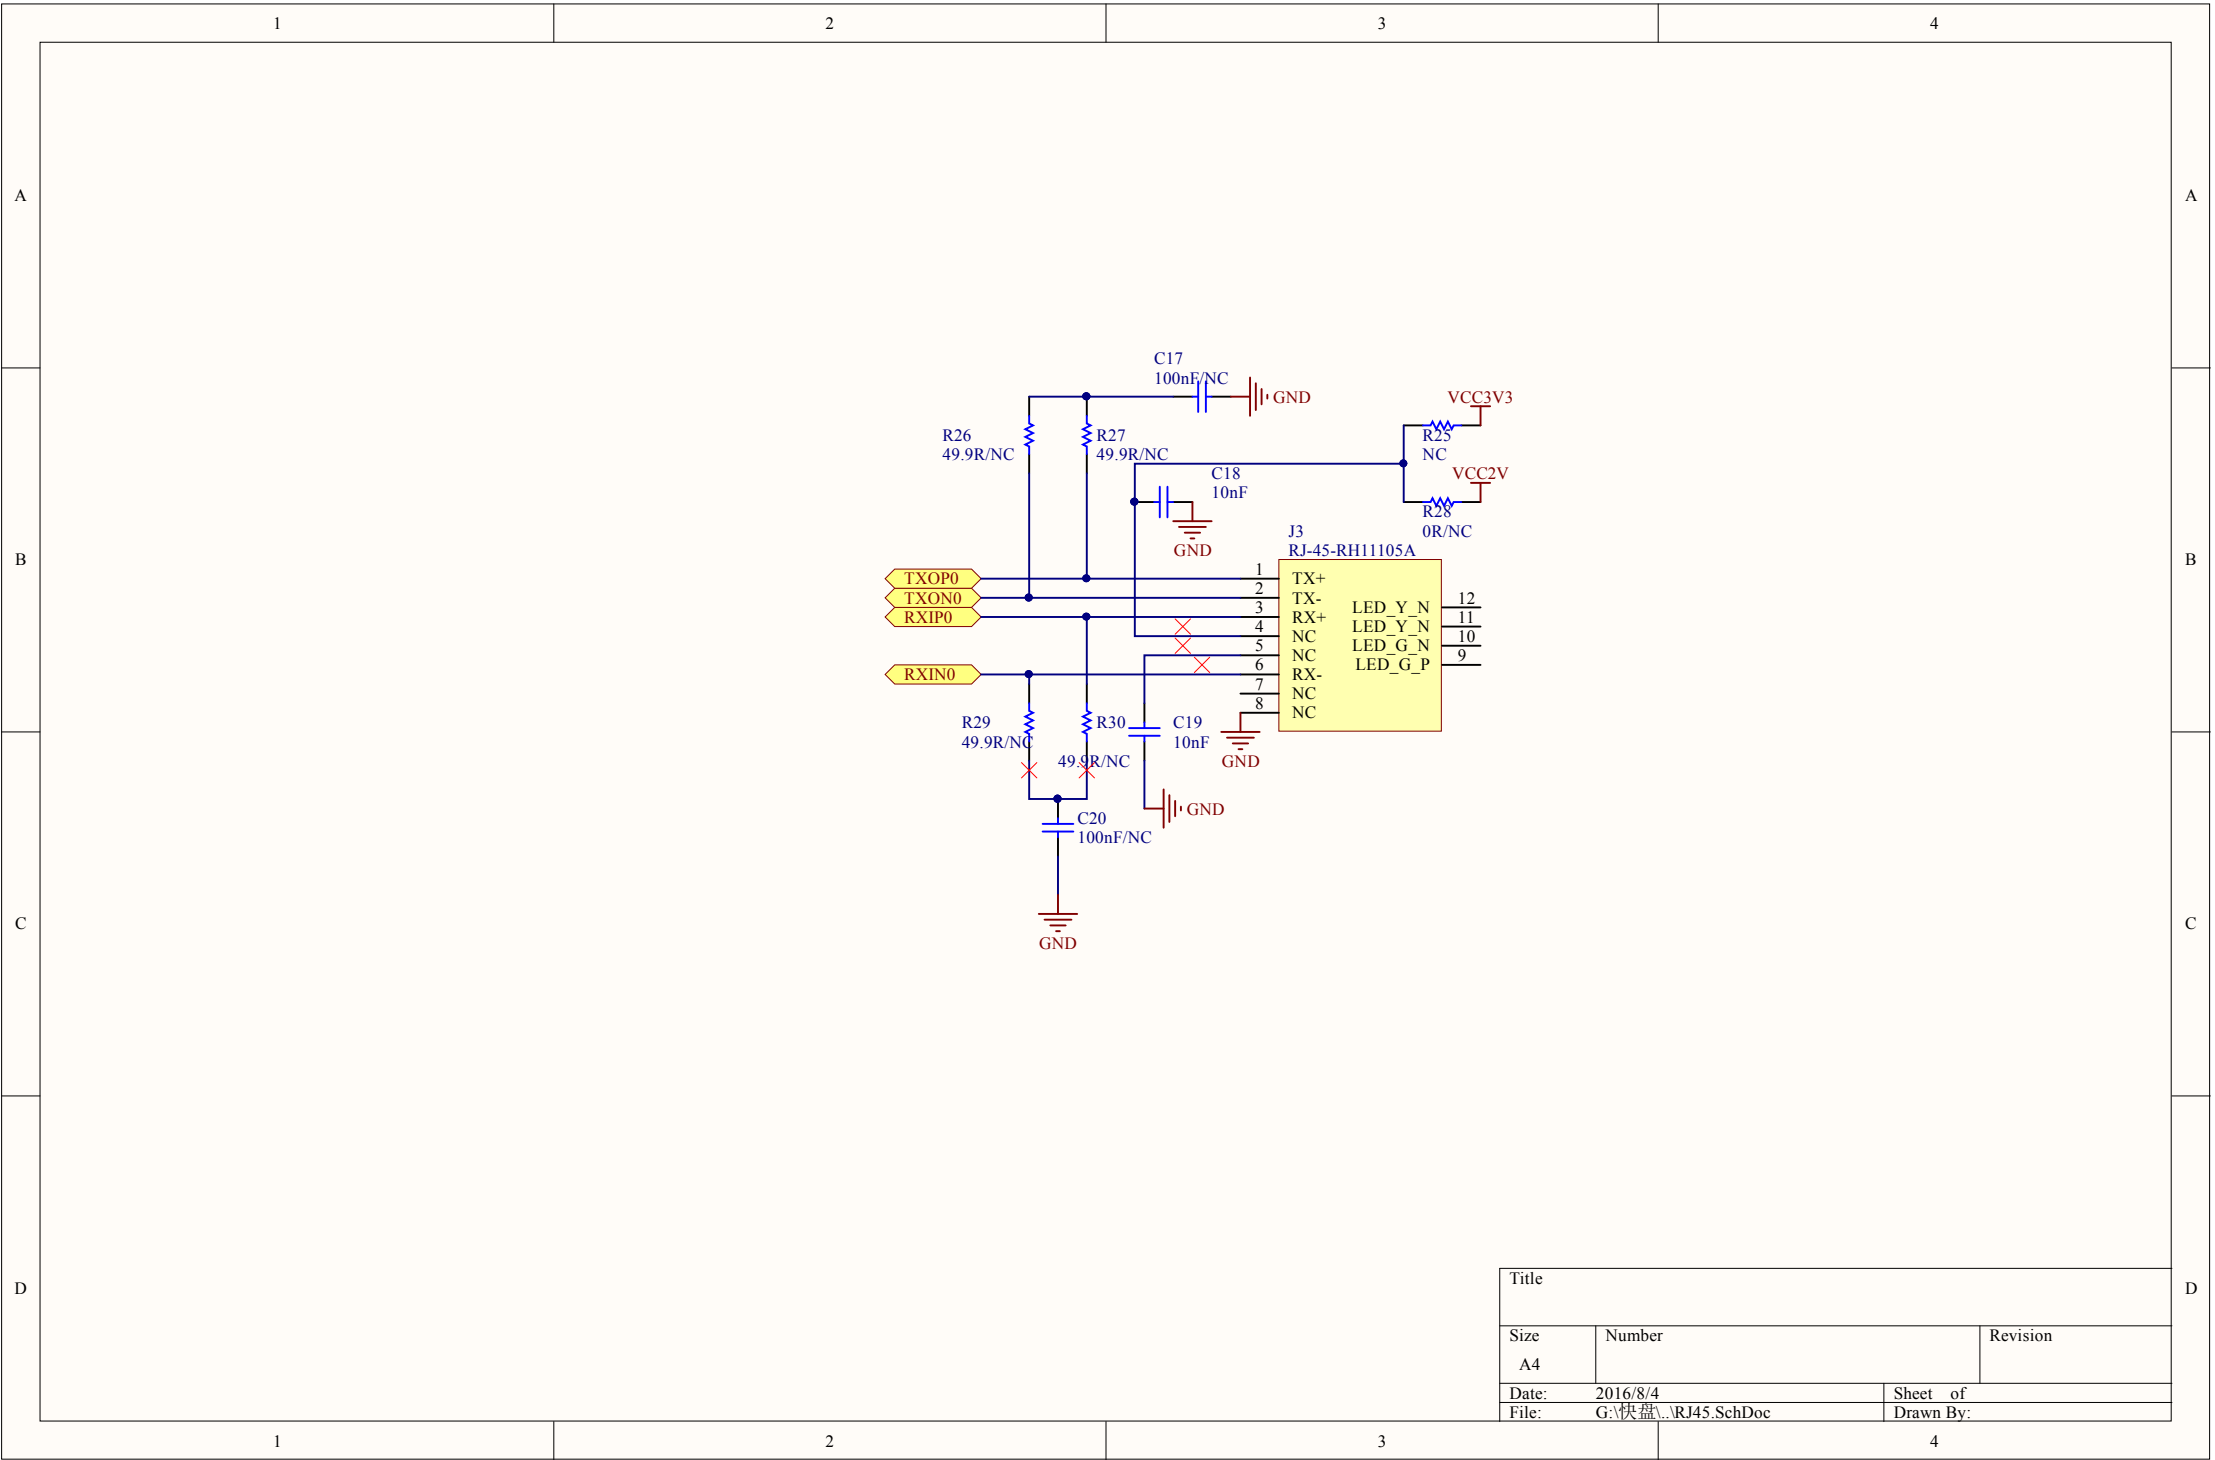 1 2 3 4
A A
C17
100nF/NC
GND
VCC3V3
R26
49.9R/NC
R27
49.9R/NC
R25
NC
C18
10nF
VCC2V
R28
0R/NC
GND
J3
RJ-45-RH11105A
B B
TXOP0
TXON0
RXIP0
RXIN0
1 TX+
2 TX-
3 RX+
4 NC
5 NC
6 RX-
7 NC
8 NC
LED_Y_N 12
LED_Y_N 11
LED_G_N 10
LED_G_P 9
R29
49.9R/NC
R30
49.9R/NC
C19
10nF
GND
GND
C20
100nF/NC
GND
C C
D D
Title
Size Number Revision
A4
Date: 2016/8/4 Sheet of
File: G:\快盘\..\RJ45.SchDoc Drawn By:
1 2 3 4